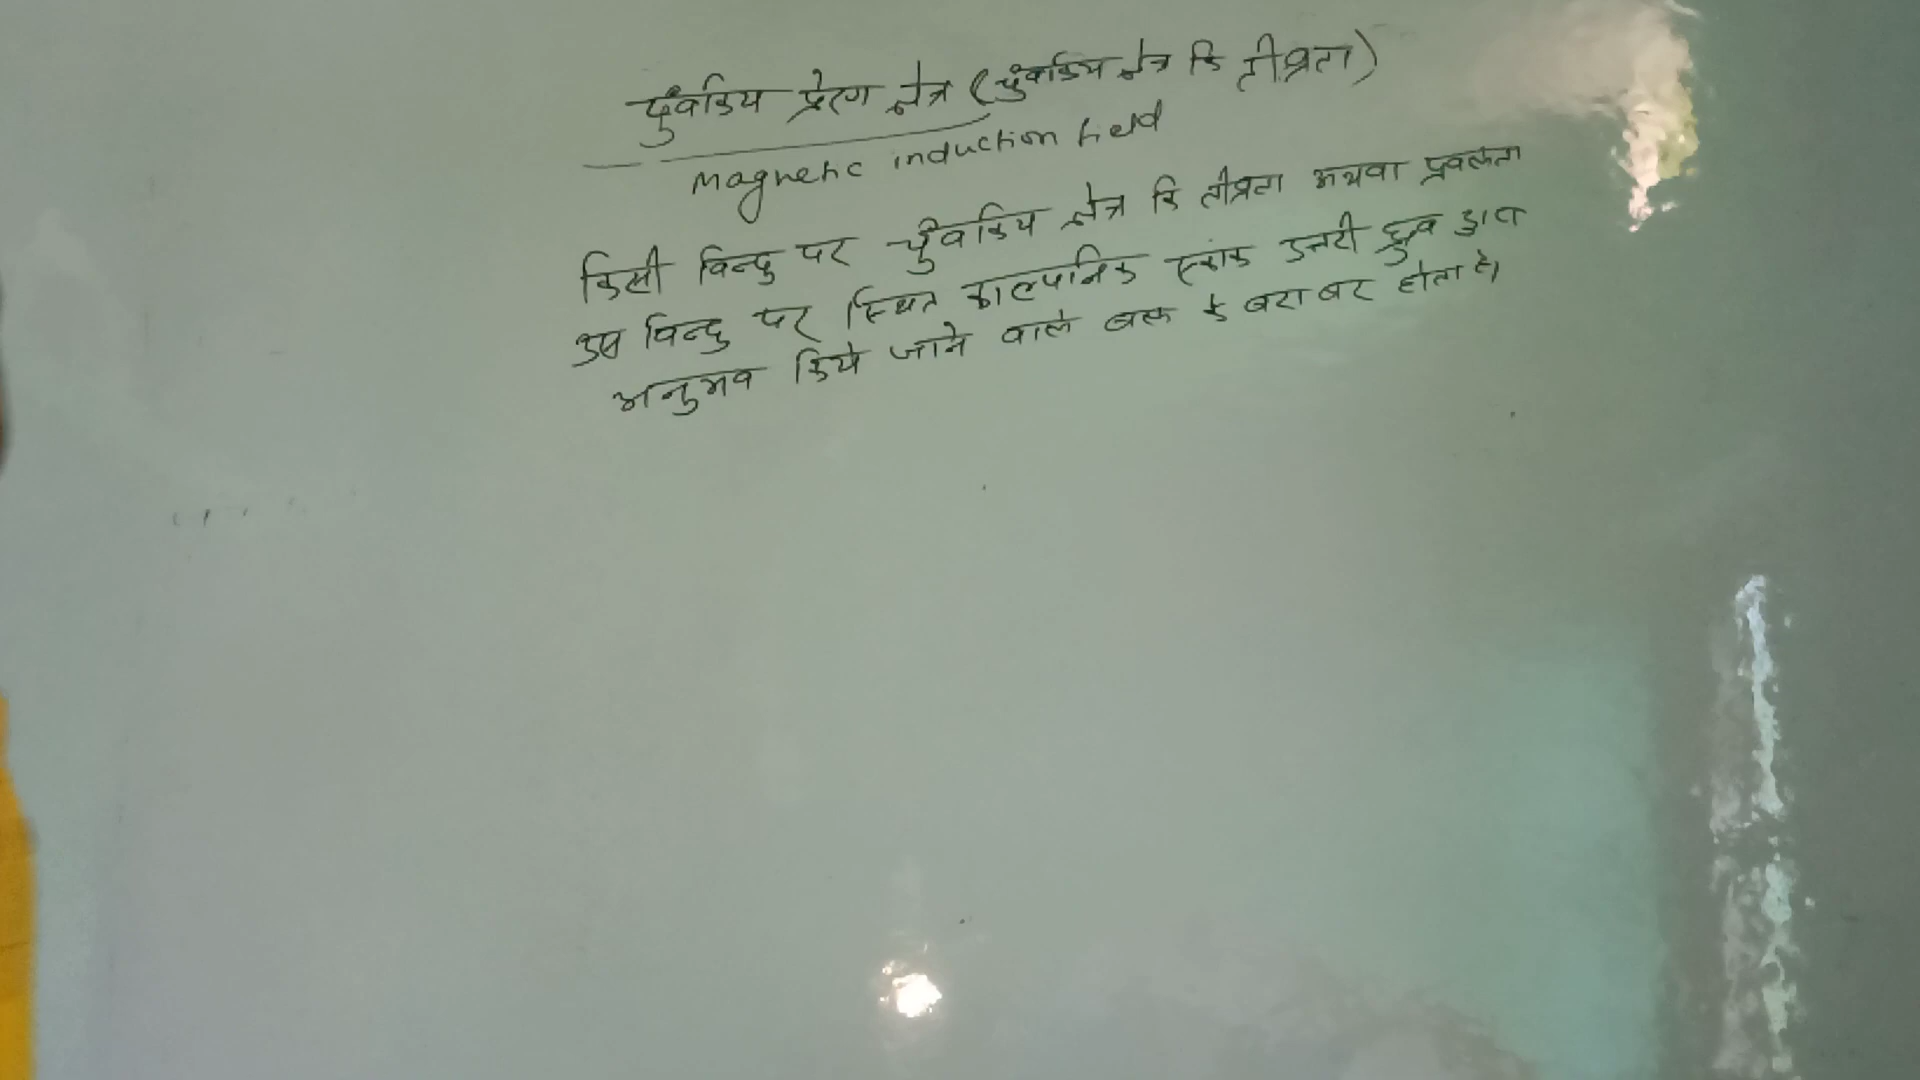 चुंबकिय प्रेरण क्षेत्र (चुंबकिय क्षेत्र कि तीव्रता)
Magnetic induction field
किसी विन्दु पर चुंबकिय क्षेत्र कि तीव्रता अथवा प्रबलता
उस विन्दु पर स्थित काल्पनिक एकांक उत्तरी ध्रुव द्वारा
अनुभव किये जाने वाले बल के बराबर होता है,